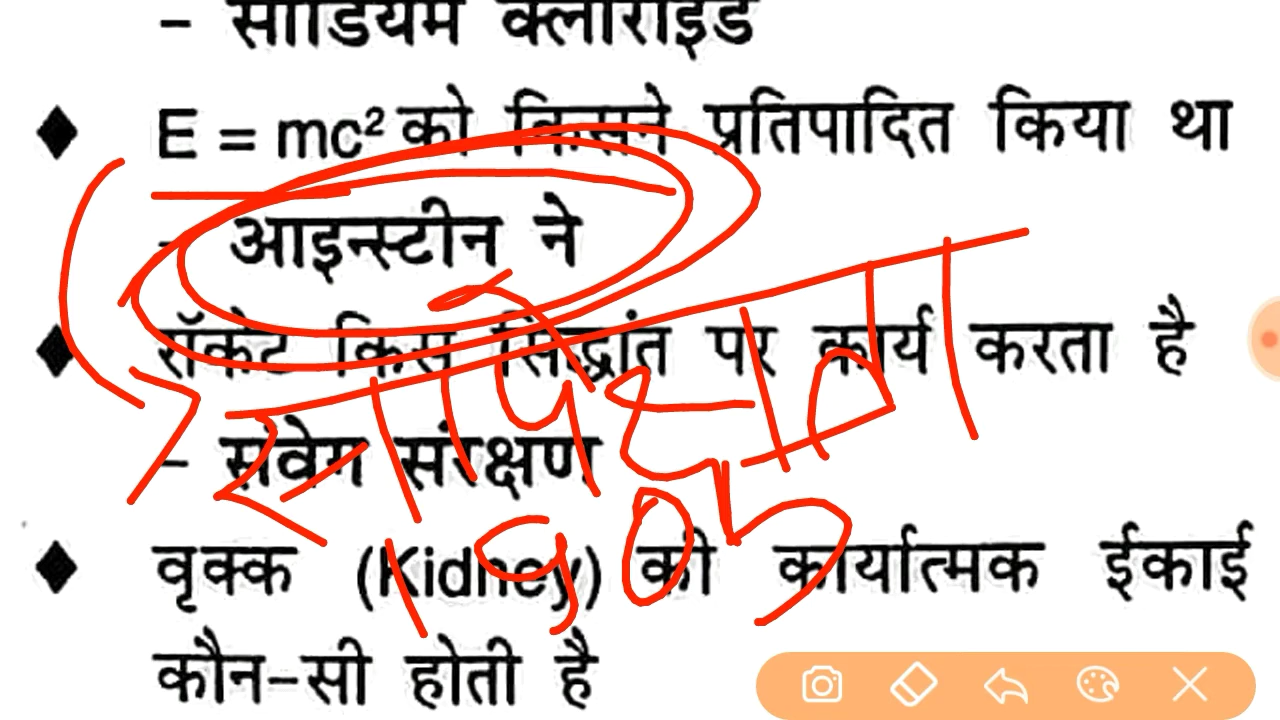 - सोडियम क्लोराइड
♦ E = mc² को किसने प्रतिपादित किया था
- आइन्स्टीन ने
♦ रॉकेट किस सिद्धांत पर कार्य करता है
सापेक्षता
- संवेग संरक्षण
1905
♦ वृक्क (Kidney) की कार्यात्मक ईकाई
कौन-सी होती है